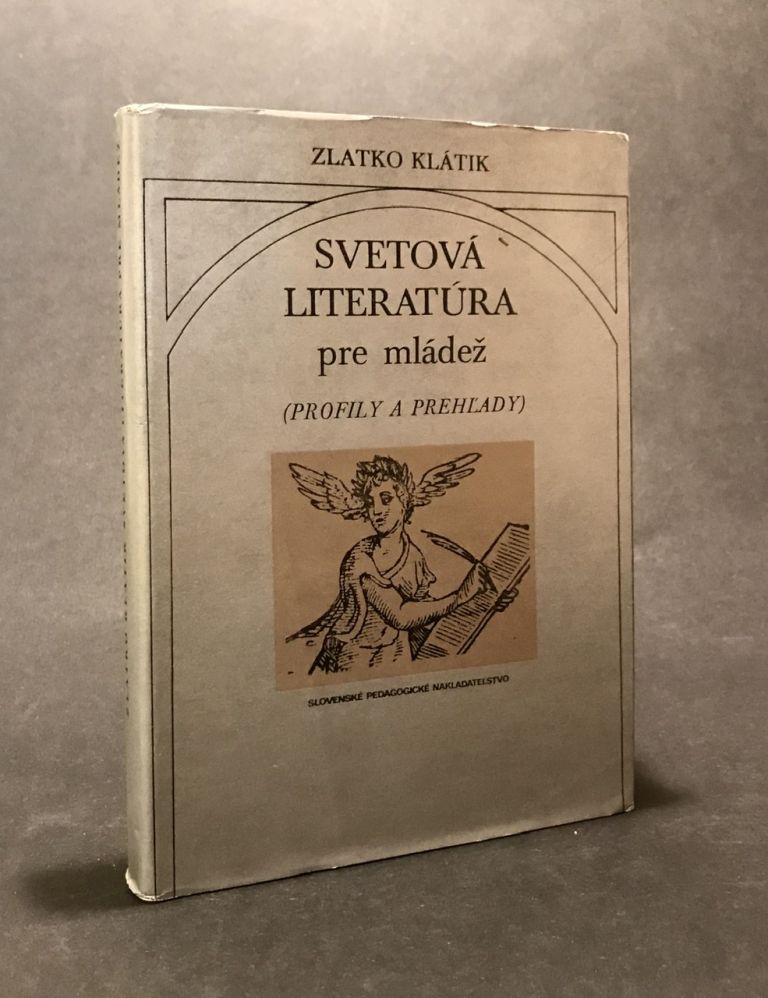 ZLATKO KLÁTIK
SVETOVÁ
LITERATÚRA
pre mládež
(PROFILY A PREHĽADY)
SLOVENSKÉ PEDAGOGICKÉ NAKLADATEĽSTVO